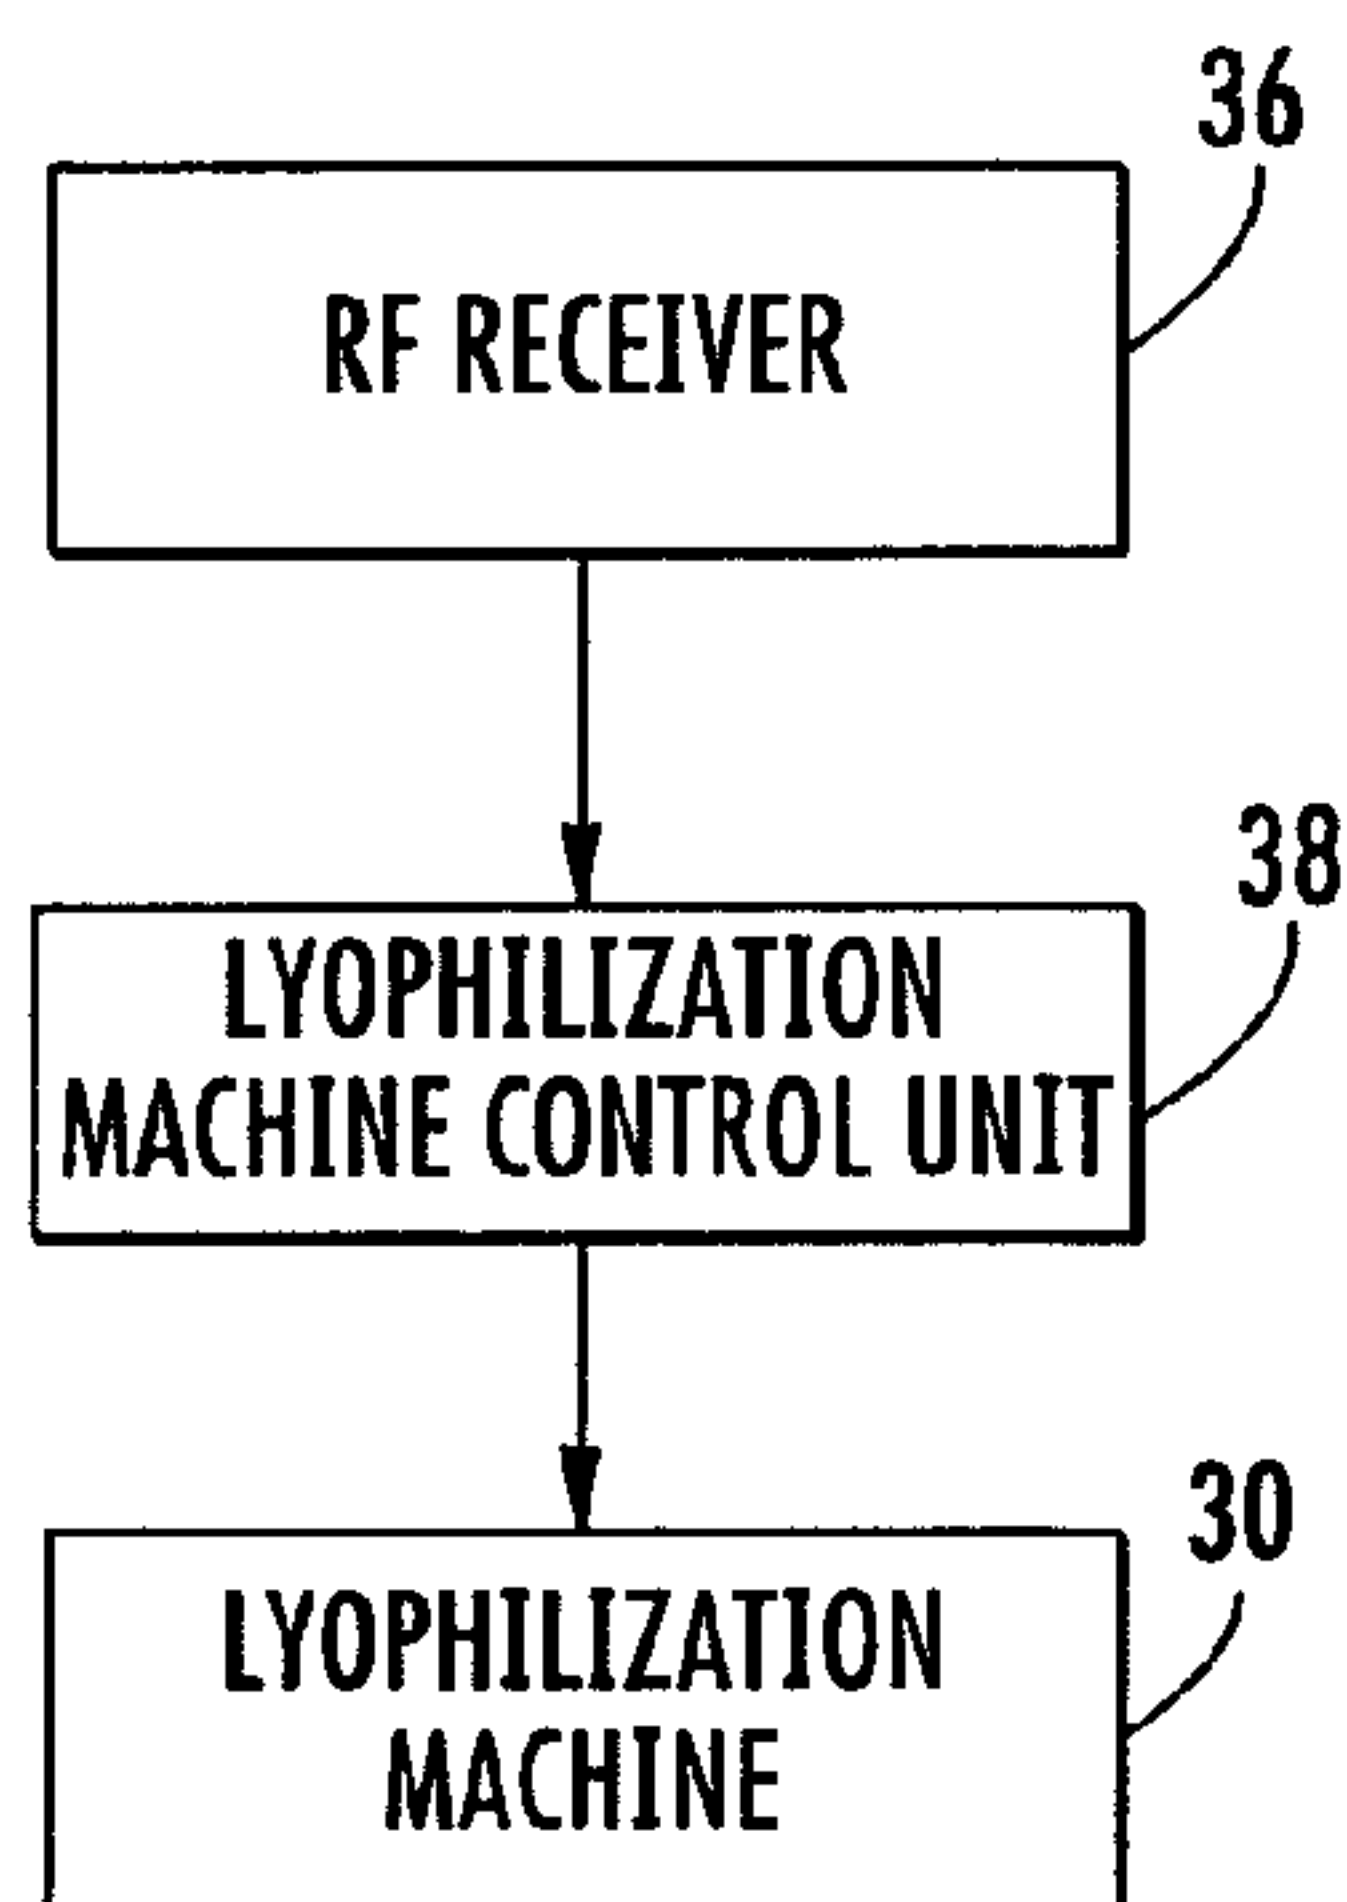 36
RF RECEIVER
38
LYOPHILIZATION
MACHINE CONTROL UNIT
30
LYOPHILIZATION
MACHINE